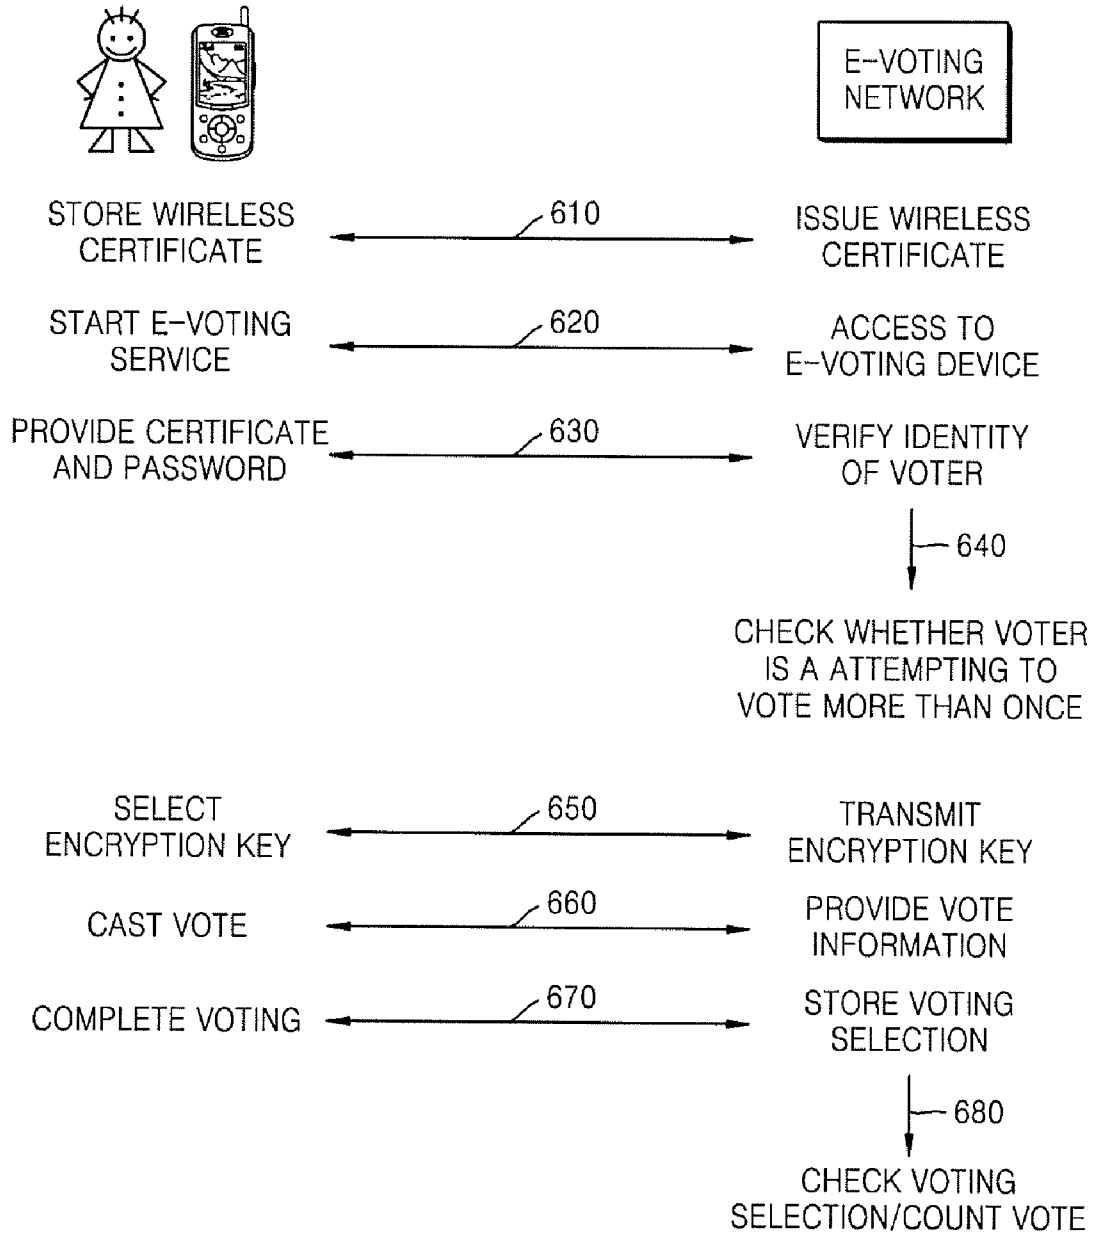 E-VOTING
NETWORK
STORE WIRELESS
CERTIFICATE
610
ISSUE WIRELESS
CERTIFICATE
START E-VOTING
SERVICE
620
ACCESS TO
E-VOTING DEVICE
PROVIDE CERTIFICATE
AND PASSWORD
630
VERIFY IDENTITY
OF VOTER
640
CHECK WHETHER VOTER
IS A ATTEMPTING TO
VOTE MORE THAN ONCE
SELECT
ENCRYPTION KEY
650
TRANSMIT
ENCRYPTION KEY
CAST VOTE
660
PROVIDE VOTE
INFORMATION
COMPLETE VOTING
670
STORE VOTING
SELECTION
680
CHECK VOTING
SELECTION/COUNT VOTE